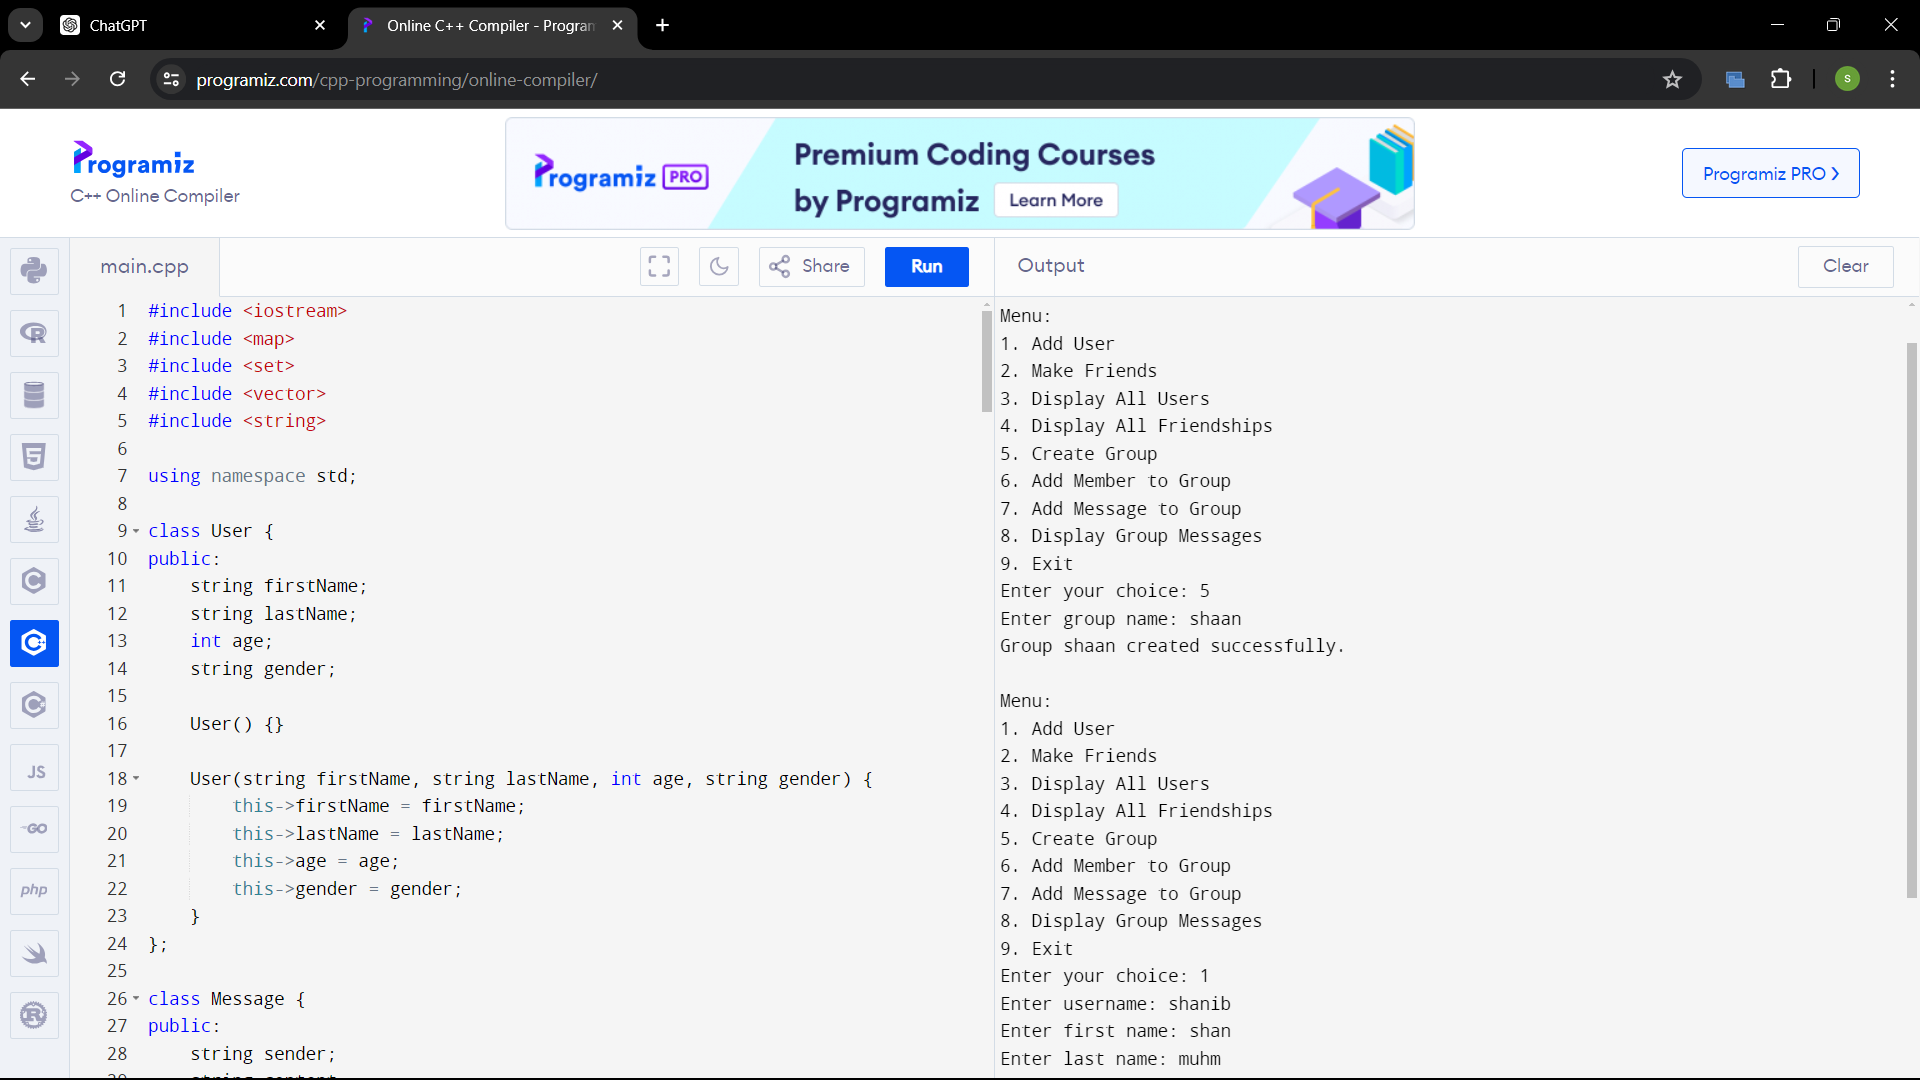 ChatGPT
Online C++ Compiler - Progran
programiz.com/cpp-programming/online-compiler/
S
Programiz
C++ Online Compiler
Programiz PRO
Premium Coding Courses
by Programiz
Learn More
Programiz PRO
main.cpp
Share
Run
Output
Clear
R
5
JS
GO
php
1 #include <iostream>
2 #include <map>
3 #include <set>
4 #include <vector>
5 #include <string>
6
7 using namespace std;
8
9 class User {
10 public:
11 string firstName;
12 string lastName;
13 int age;
14 string gender;
15
16 User() {}
17
18 User(string firstName, string lastName, int age, string gender) {
19 this->firstName = firstName;
20 this->lastName = lastName;
21 this->age = age;
22 this->gender = gender;
23 }
24 };
25
26 class Message {
27 public:
28 string sender;
Menu:
1. Add User
2. Make Friends
3. Display All Users
4. Display All Friendships
5. Create Group
6. Add Member to Group
7. Add Message to Group
8. Display Group Messages
9. Exit
Enter your choice: 5
Enter group name: shaan
Group shaan created successfully.
Menu:
1. Add User
2. Make Friends
3. Display All Users
4. Display All Friendships
5. Create Group
6. Add Member to Group
7. Add Message to Group
8. Display Group Messages
9. Exit
Enter your choice: 1
Enter username: shanib
Enter first name: shan
Enter last name: muhm